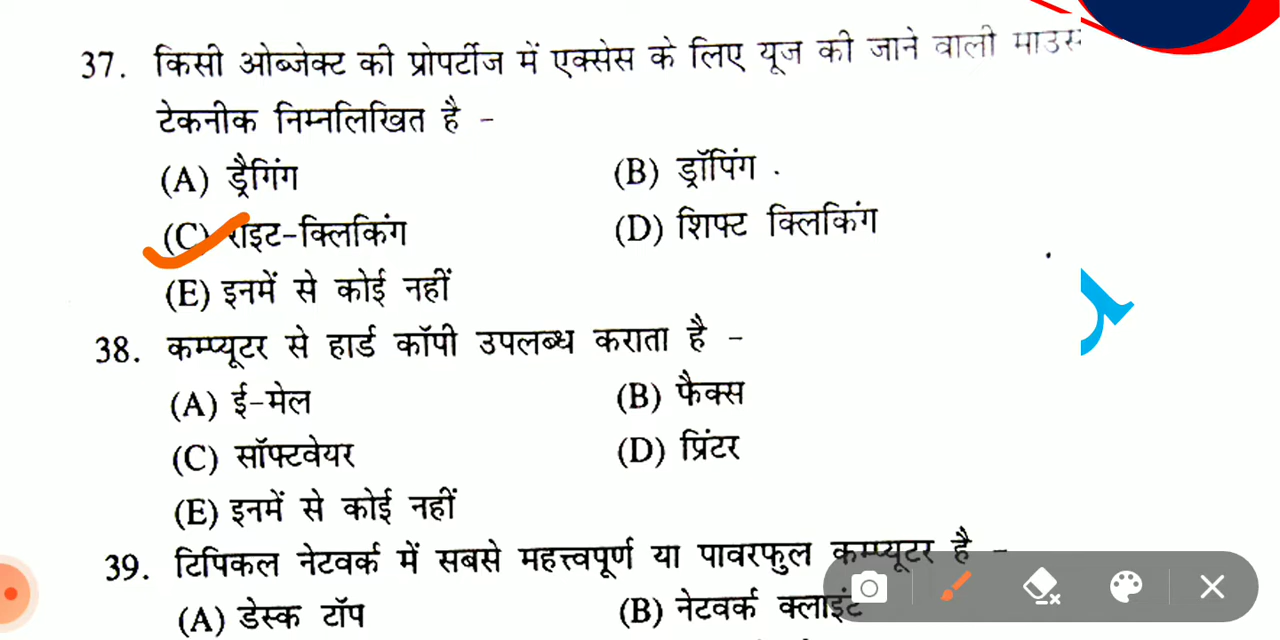 37. किसी ओब्जेक्ट की प्रोपर्टीज में एक्सेस के लिए यूज की जाने वाली माउस
टेकनीक निम्नलिखित है -
(A) ड्रैगिंग (B) ड्रॉपिंग .
(C) राइट-क्लिकिंग (D) शिफ्ट क्लिकिंग
(E) इनमें से कोई नहीं
38. कम्प्यूटर से हार्ड कॉपी उपलब्ध कराता है -
(A) ई-मेल (B) फैक्स
(C) सॉफ्टवेयर (D) प्रिंटर
(E) इनमें से कोई नहीं
39. टिपिकल नेटवर्क में सबसे महत्त्वपूर्ण या पावरफुल कम्प्यूटर है -
(A) डेस्क टॉप (B) नेटवर्क क्लाइंट